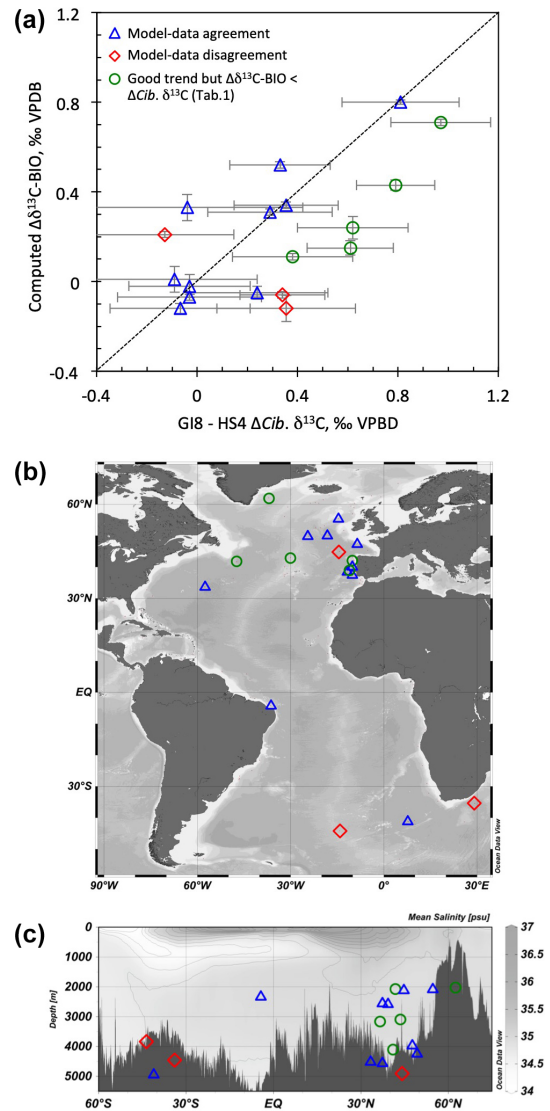 (a)
1.2
0.8
0.4
0
-0.4
Computed Δδ¹³C-BIO, ‰ VPDB
Model-data agreement
Model-data disagreement
Good trend but Δδ¹³C-BIO <
ΔCib. δ¹³C (Tab.1)
-0.4 0 0.4 0.8 1.2
GI8 - HS4 ΔCib. δ¹³C, ‰ VPBD
(b)
60°N
30°N
EQ
30°S
90°W 60°W 30°W 0° 30°E
Ocean Data View
(c)
Mean Salinity [psu]
0
1000
2000
3000
4000
5000
Depth [m]
60°S 30°S EQ 30°N 60°N
37
36.5
36
35.5
35
34.5
34
Ocean Data View